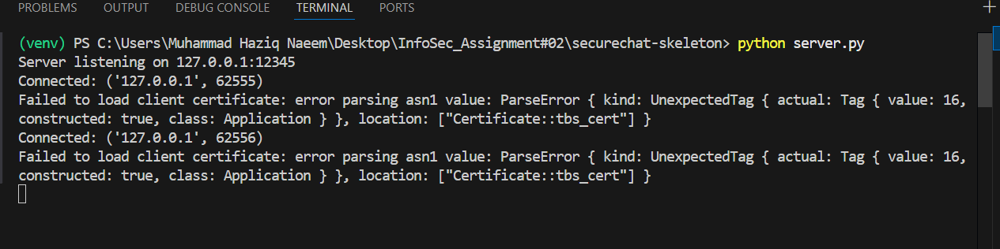 PROBLEMS OUTPUT DEBUG CONSOLE TERMINAL PORTS
(venv) PS C:\Users\Muhammad Haziq Naeem\Desktop\InfoSec_Assignment#02\securechat-skeleton> python server.py
Server listening on 127.0.0.1:12345
Connected: ('127.0.0.1', 62555)
Failed to load client certificate: error parsing asn1 value: ParseError { kind: UnexpectedTag { actual: Tag { value: 16,
constructed: true, class: Application } }, location: ["Certificate::tbs_cert"] }
Connected: ('127.0.0.1', 62556)
Failed to load client certificate: error parsing asn1 value: ParseError { kind: UnexpectedTag { actual: Tag { value: 16,
constructed: true, class: Application } }, location: ["Certificate::tbs_cert"] }